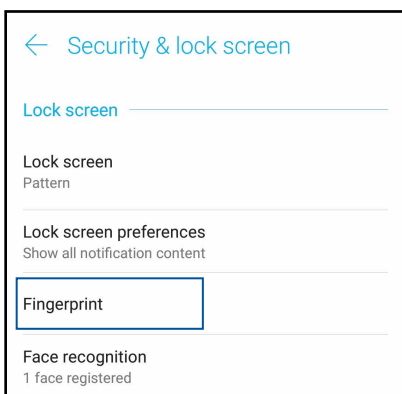 Security & lock screen
Lock screen
Lock screen
Pattern
Lock screen preferences
Show all notification content
Fingerprint
Face recognition
1 face registered